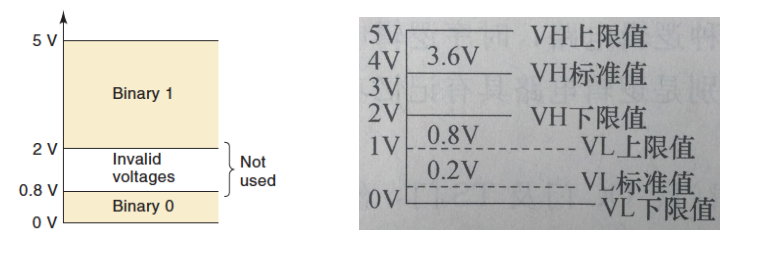 5 V
Binary 1
2 V
Invalid
voltages
Not
used
0.8 V
Binary 0
0 V
5V
VH上限值
4V
3.6V
VH标准值
3V
2V
VH下限值
0.8V
1V
VL上限值
0.2V
VL标准值
0V
VL下限值